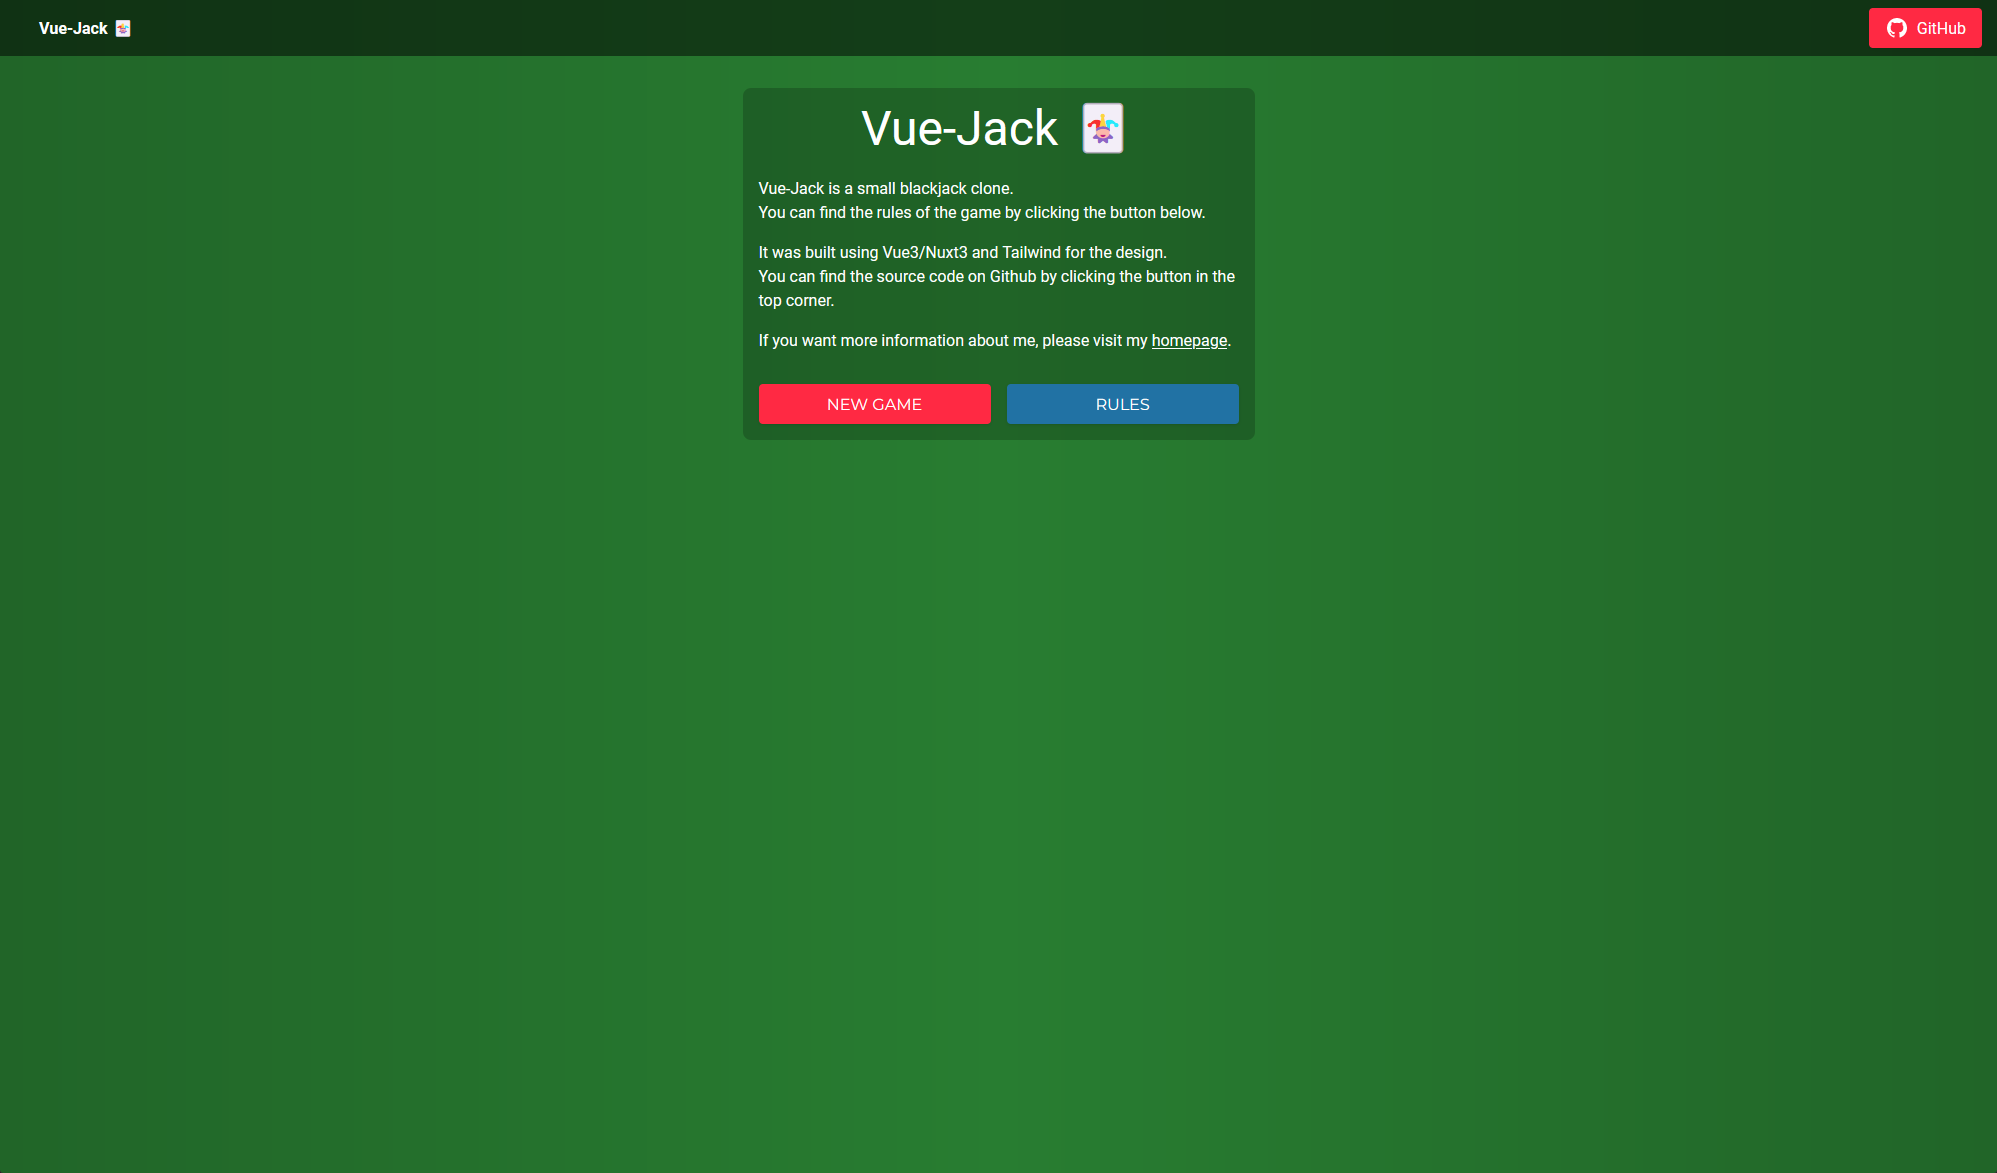 Vue-Jack 🃏
GitHub
Vue-Jack 🃏
Vue-Jack is a small blackjack clone.
You can find the rules of the game by clicking the button below.
It was built using Vue3/Nuxt3 and Tailwind for the design.
You can find the source code on Github by clicking the button in the
top corner.
If you want more information about me, please visit my homepage.
NEW GAME
RULES